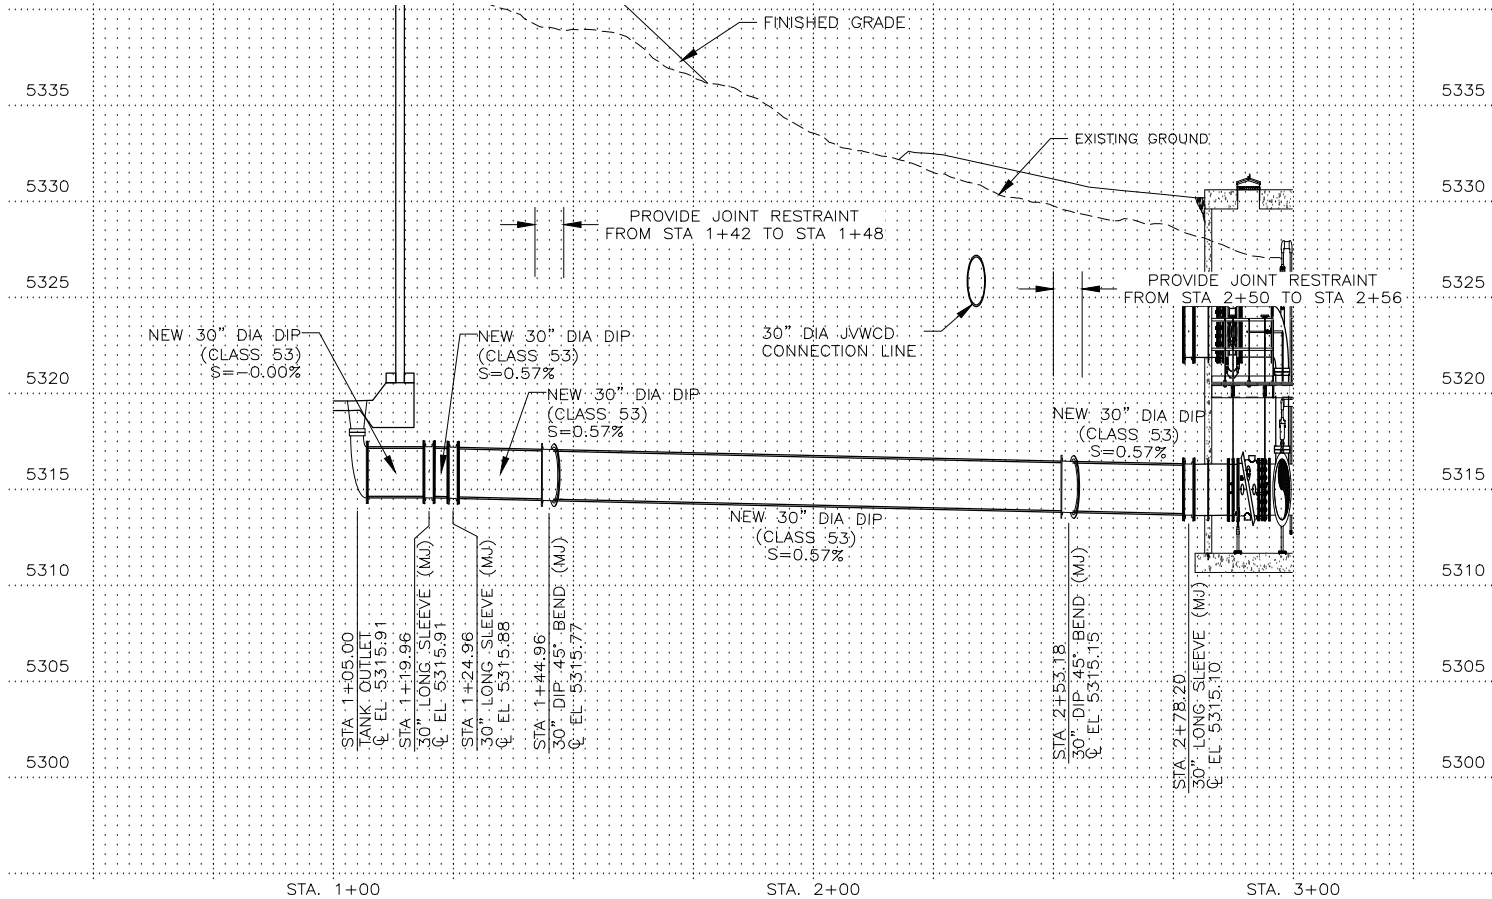 FINISHED GRADE
5335
5335
EXISTING GROUND
5330
5330
PROVIDE JOINT RESTRAINT
FROM STA 1+42 TO STA 1+48
5325
5325
PROVIDE JOINT RESTRAINT
FROM STA 2+50 TO STA 2+56
NEW 30" DIA DIP
(CLASS 53)
S=-0.00%
NEW 30" DIA DIP
(CLASS 53)
S=0.57%
30" DIA JVWCD
CONNECTION LINE
5320
5320
NEW 30" DIA DIP
(CLASS 53)
S=0.57%
NEW 30" DIA DIP
(CLASS 53)
S=0.57%
5315
5315
NEW 30" DIA DIP
(CLASS 53)
S=0.57%
5310
5310
STA 1+05.00
TANK OUTLET
℄ EL 5315.91
STA 1+19.96
30" LONG SLEEVE (MJ)
℄ EL 5315.91
STA 1+24.96
30" LONG SLEEVE (MJ)
℄ EL 5315.88
STA 1+44.96
30" DIP 45° BEND (MJ)
℄ EL 5315.77
STA 2+53.18
30" DIP 45° BEND (MJ)
℄ EL 5315.15
STA 2+78.20
30" LONG SLEEVE (MJ)
℄ EL 5315.10
5305
5305
5300
5300
STA. 1+00
STA. 2+00
STA. 3+00